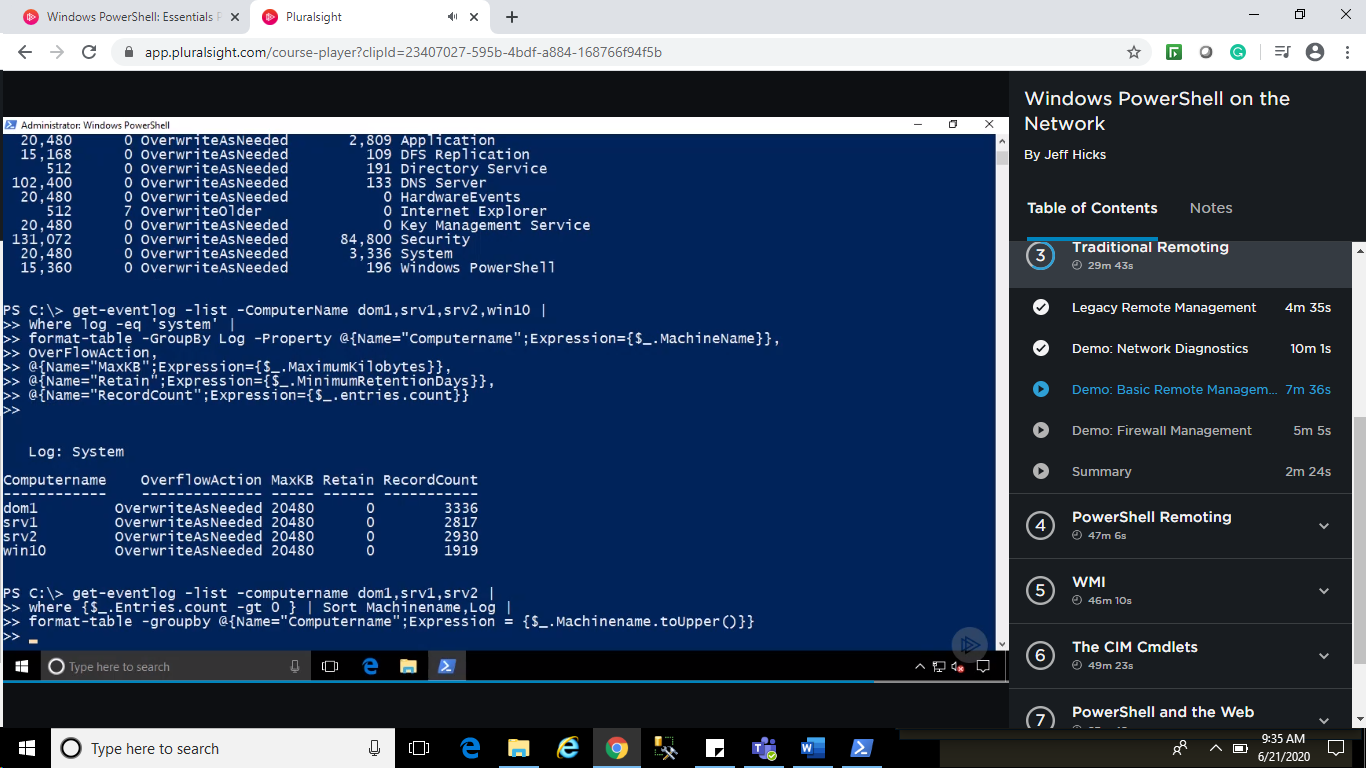 Windows PowerShell: Essentials P
Pluralsight
app.pluralsight.com/course-player?clipId=23407027-595b-4bdf-a884-168766f94f5b
Administrator: Windows PowerShell
20,480 0 OverwriteAsNeeded 2,809 Application
15,168 0 OverwriteAsNeeded 109 DFS Replication
512 0 OverwriteAsNeeded 191 Directory Service
102,400 0 OverwriteAsNeeded 133 DNS Server
20,480 0 OverwriteAsNeeded 0 HardwareEvents
512 7 OverwriteOlder 0 Internet Explorer
20,480 0 OverwriteAsNeeded 0 Key Management Service
131,072 0 OverwriteAsNeeded 84,800 Security
20,480 0 OverwriteAsNeeded 3,336 System
15,360 0 OverwriteAsNeeded 196 Windows PowerShell
PS C:\> get-eventlog -list -ComputerName dom1,srv1,srv2,win10 |
>> Where log -eq 'system' |
>> format-table -GroupBy Log -Property @{Name="Computername";Expression={$_.MachineName}},
>> OverFlowAction,
>> @{Name="MaxKB";Expression={$_.MaximumKilobytes}},
>> @{Name="Retain";Expression={$_.MinimumRetentionDays}},
>> @{Name="RecordCount";Expression={$_.entries.count}}
>>
Log: System
Computername OverflowAction MaxKB Retain RecordCount
------------ -------------- ----- ------ -----------
dom1 OverwriteAsNeeded 20480 0 3336
srv1 OverwriteAsNeeded 20480 0 2817
srv2 OverwriteAsNeeded 20480 0 2930
win10 OverwriteAsNeeded 20480 0 1919
PS C:\> get-eventlog -list -computername dom1,srv1,srv2 |
>> where {$_.Entries.count -gt 0 } | Sort Machinename,Log |
>> format-table -groupby @{Name="Computername";Expression = {$_.Machinename.toUpper()}}
>>
Type here to search
Windows PowerShell on the
Network
By Jeff Hicks
Table of Contents Notes
3 Traditional Remoting
29m 43s
Legacy Remote Management 4m 35s
Demo: Network Diagnostics 10m 1s
Demo: Basic Remote Managem... 7m 36s
Demo: Firewall Management 5m 5s
Summary 2m 24s
4 PowerShell Remoting
47m 6s
5 WMI
46m 10s
6 The CIM Cmdlets
49m 23s
7 PowerShell and the Web
Type here to search
9:35 AM
6/21/2020